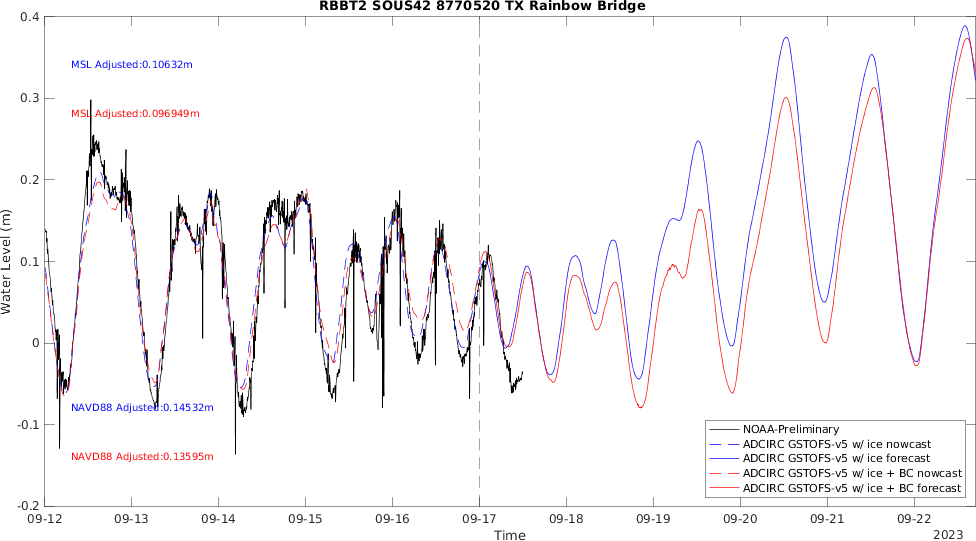 RBBT2 SOUS42 8770520 TX Rainbow Bridge
0.4
0.3
0.2
0.1
0
-0.1
-0.2
Water Level (m)
MSL Adjusted:0.10632m
MSL Adjusted:0.096949m
NAVD88 Adjusted:0.14532m
NAVD88 Adjusted:0.13595m
NOAA-Preliminary
ADCIRC GSTOFS-v5 w/ ice nowcast
ADCIRC GSTOFS-v5 w/ ice forecast
ADCIRC GSTOFS-v5 w/ ice + BC nowcast
ADCIRC GSTOFS-v5 w/ ice + BC forecast
09-12 09-13 09-14 09-15 09-16 09-17 09-18 09-19 09-20 09-21 09-22
Time
2023